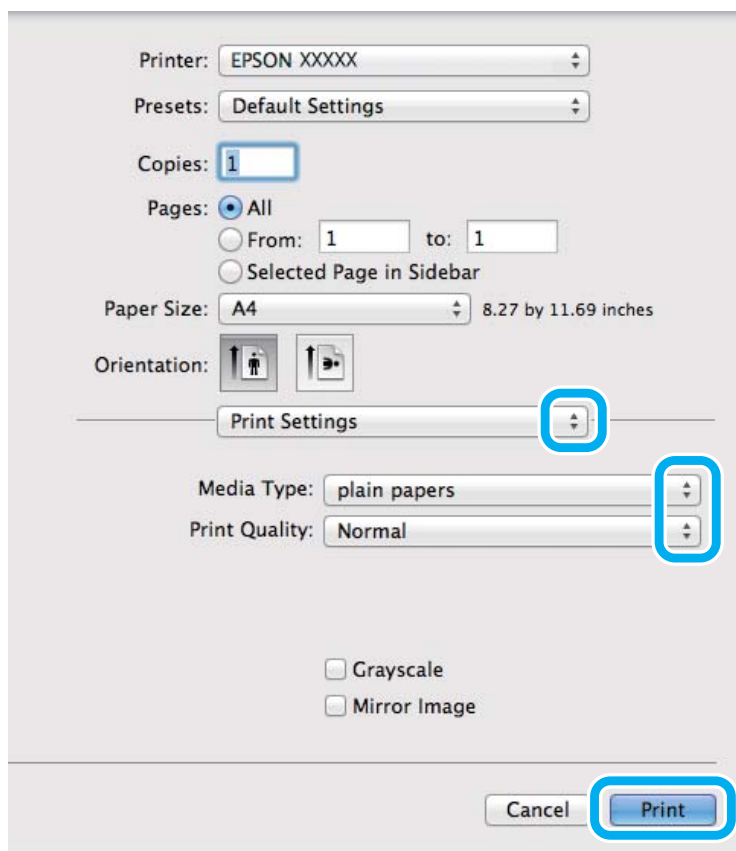 Printer: EPSON XXXXX
Presets: Default Settings
Copies: 1
Pages: All
From: 1 to: 1
Selected Page in Sidebar
Paper Size: A4 8.27 by 11.69 inches
Orientation:
Print Settings
Media Type: plain papers
Print Quality: Normal
Grayscale
Mirror Image
Cancel Print